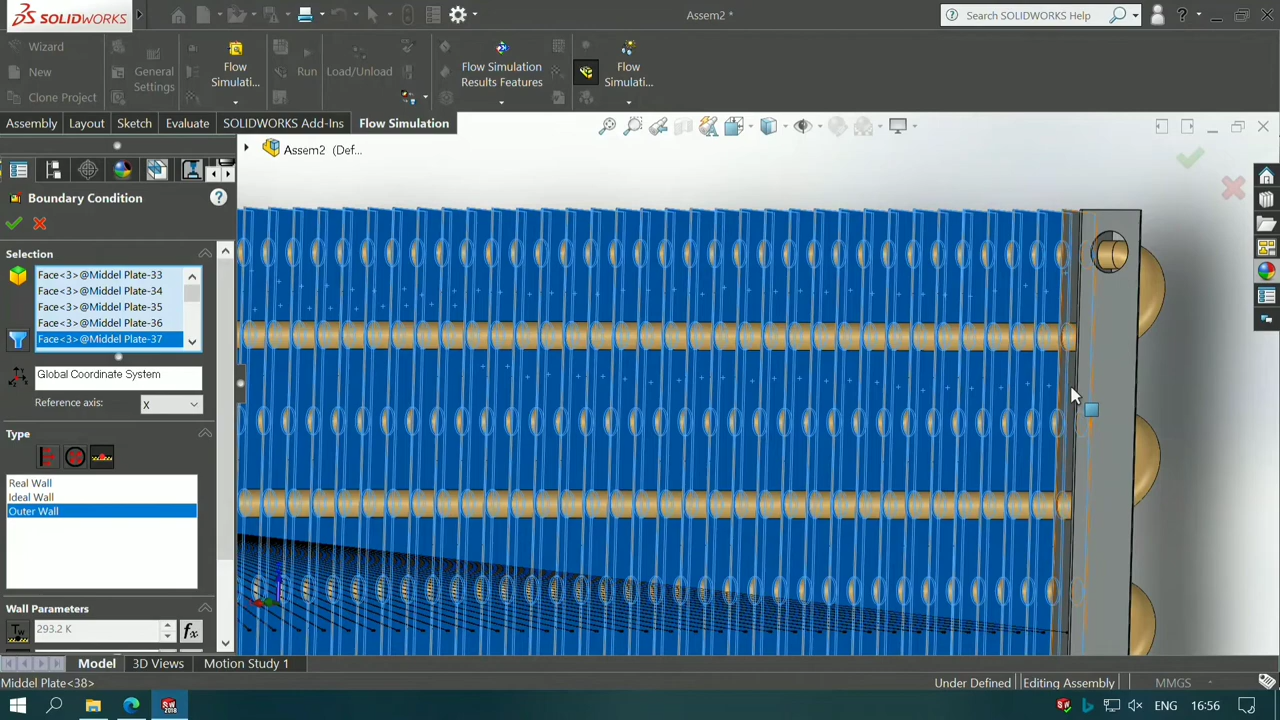 SOLIDWORKS
Assem2 *
Search SOLIDWORKS Help
?
Wizard
New
Clone Project
General
Settings
Flow
Simulati...
Run
Load/Unload
Flow Simulation
Results Features
Flow
Simulati...
Assembly
Layout
Sketch
Evaluate
SOLIDWORKS Add-Ins
Flow Simulation
Assem2 (Def...
Boundary Condition
?
Selection
Face<3>@Middel Plate-33
Face<3>@Middel Plate-34
Face<3>@Middel Plate-35
Face<3>@Middel Plate-36
Face<3>@Middel Plate-37
Global Coordinate System
Reference axis:
X
Type
Real Wall
Ideal Wall
Outer Wall
Wall Parameters
Tw
293.2 K
fx
Model
3D Views
Motion Study 1
Middel Plate<38>
Under Defined
Editing Assembly
MMGS
SW
2018
ENG
16:56